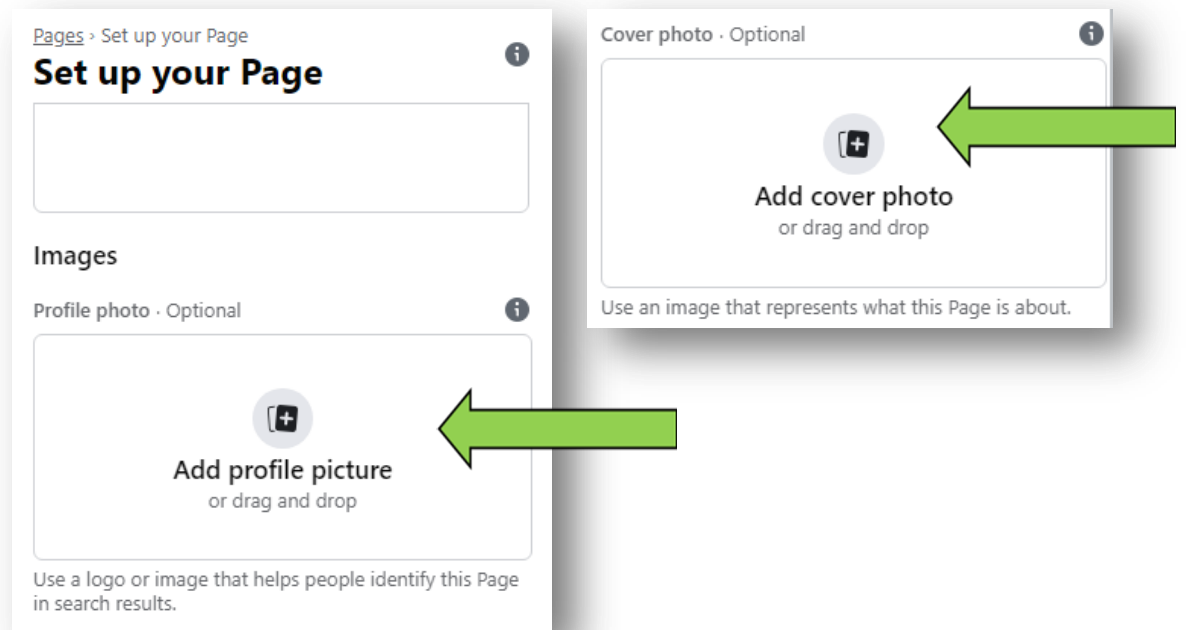 Pages › Set up your Page
Set up your Page
Images
Profile photo · Optional
Add profile picture
or drag and drop
Use a logo or image that helps people identify this Page
in search results.
Cover photo · Optional
Add cover photo
or drag and drop
Use an image that represents what this Page is about.